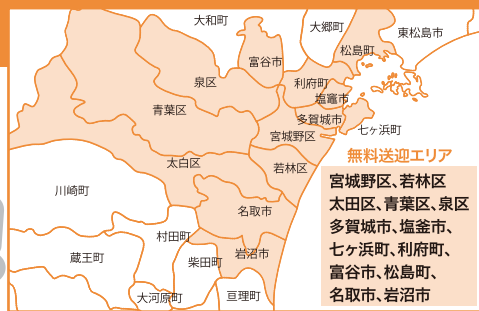 大和町
大郷町
東松島市
松島町
富谷市
泉区
利府町
塩竈市
青葉区
多賀城市
七ヶ浜町
宮城野区
無料送迎エリア
太白区
若林区
宮城野区、若林区
太田区、青葉区、泉区
多賀城市、塩釜市、
七ヶ浜町、利府町、
富谷市、松島町、
名取市、岩沼市
川崎町
名取市
村田町
岩沼市
蔵王町
柴田町
大河原町
亘理町